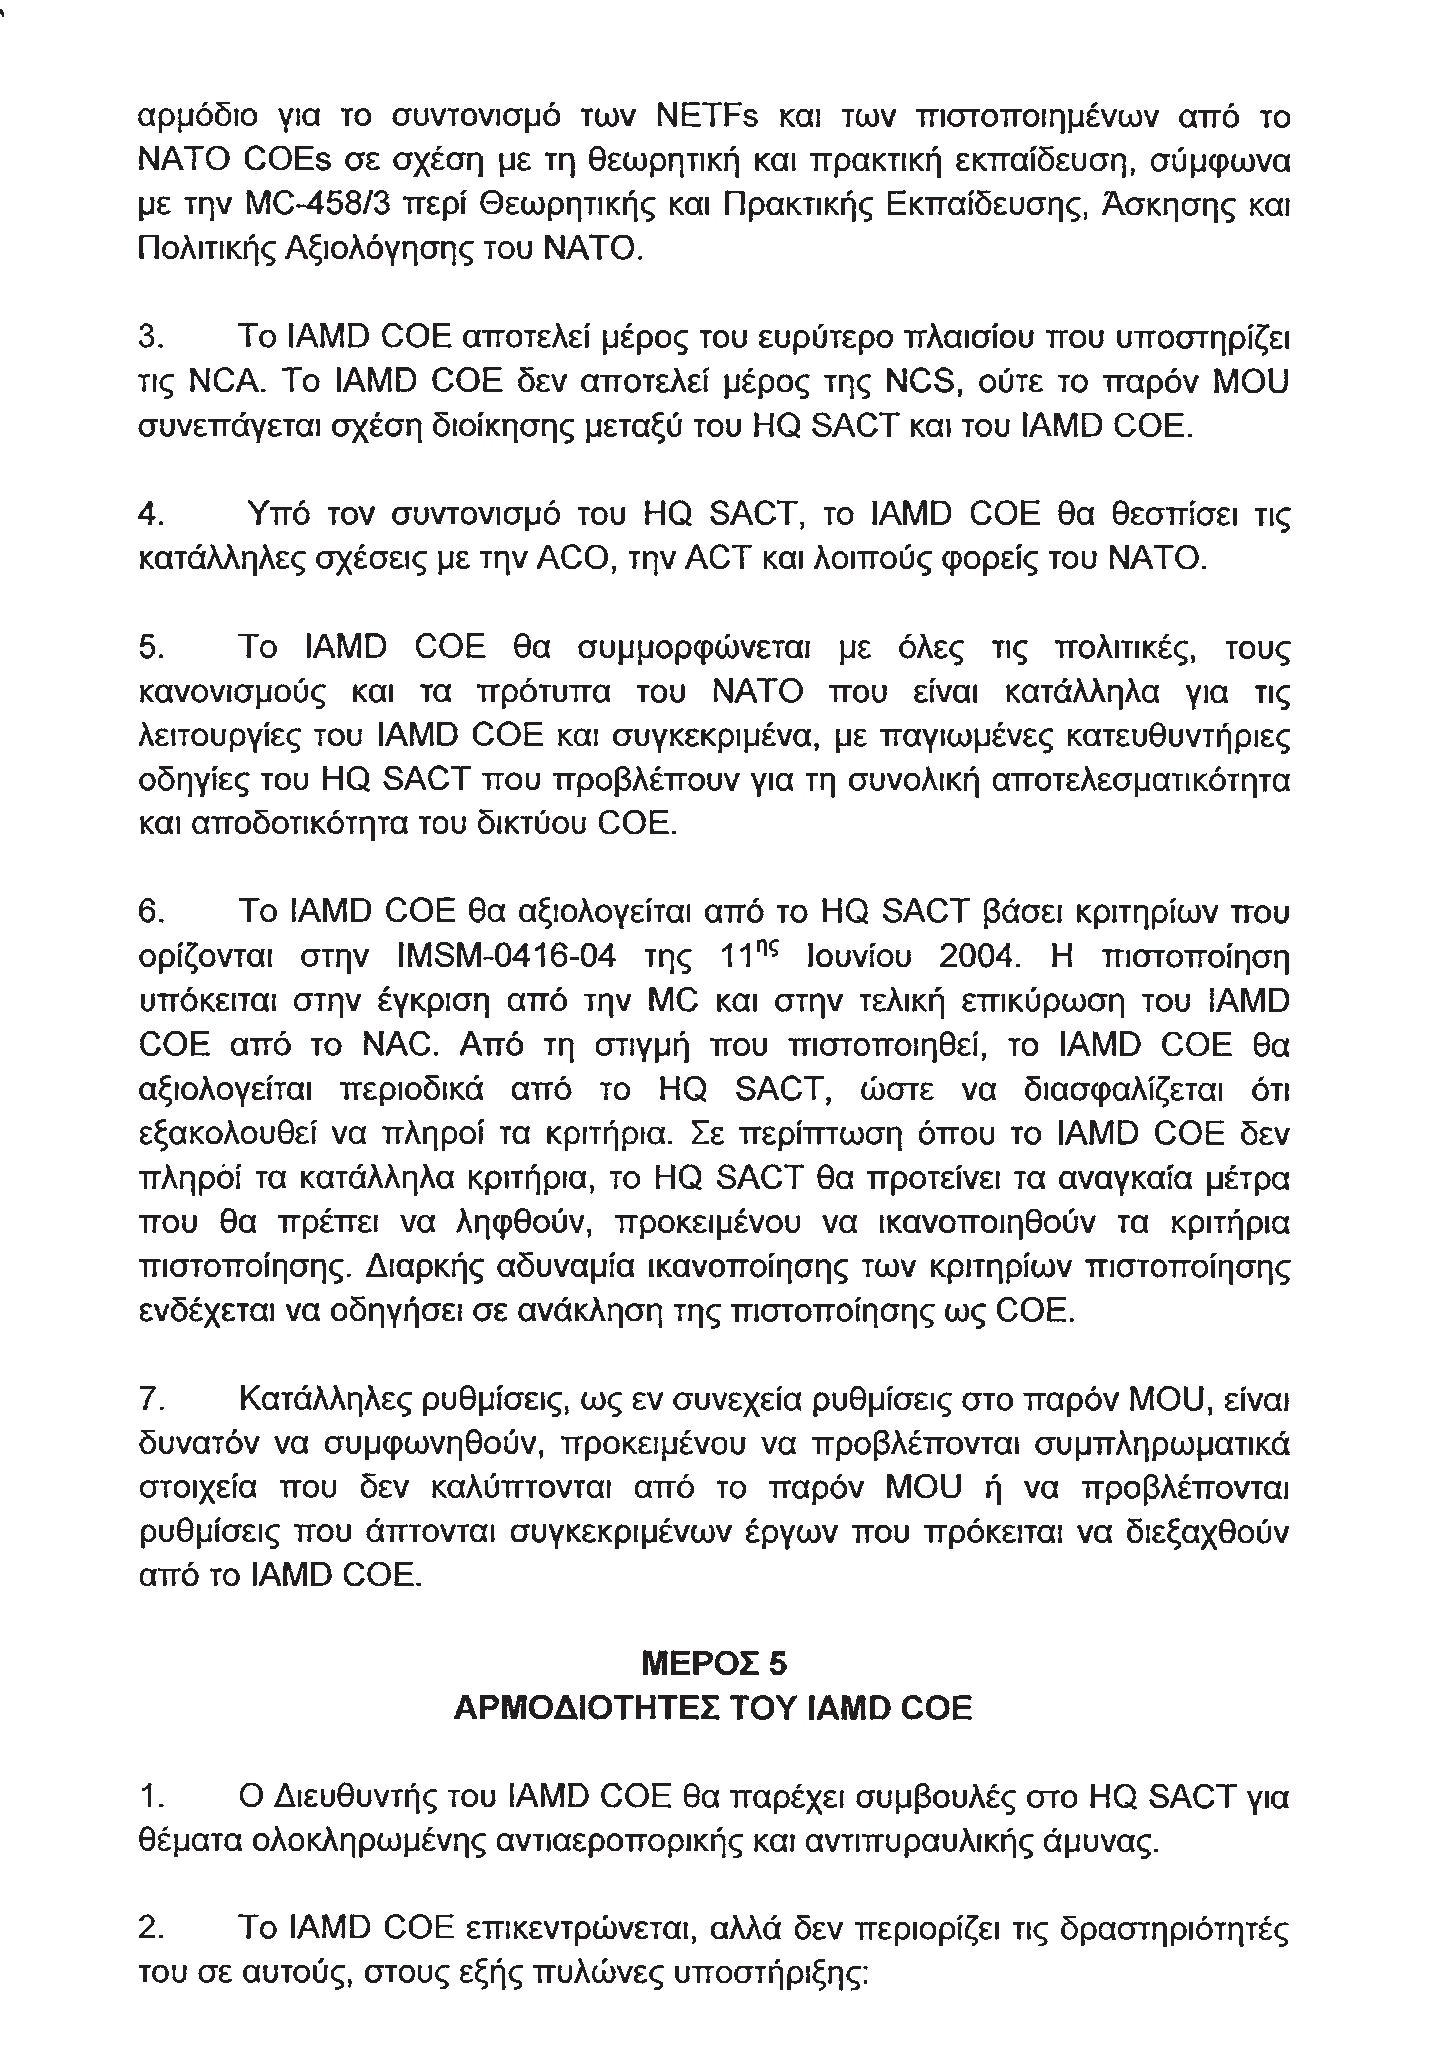 αρμόδιο για το συντονισμό των NETFs και των πιστοποιημένων από το
NATO COEs σε σχέση με τη θεωρητική και πρακτική εκπαίδευση, σύμφωνα
με την MC-458/3 περί Θεωρητικής και Πρακτικής Εκπαίδευσης, Άσκησης και
Πολιτικής Αξιολόγησης του ΝΑΤΟ.
3. Το IAMD COE αποτελεί μέρος του ευρύτερο πλαισίου που υποστηρίζει
τις NCA. Το IAMD COE δεν αποτελεί μέρος της NCS, ούτε το παρόν MOU
συνεπάγεται σχέση διοίκησης μεταξύ του HQ SACT και του IAMD COE.
4. Υπό τον συντονισμό του HQ SACT, το IAMD COE θα θεσπίσει τις
κατάλληλες σχέσεις με την ACO, την ACT και λοιπούς φορείς του ΝΑΤΟ.
5. Το IAMD COE θα συμμορφώνεται με όλες τις πολιτικές, τους
κανονισμούς και τα πρότυπα του ΝΑΤΟ που είναι κατάλληλα για τις
λειτουργίες του IAMD COE και συγκεκριμένα, με παγιωμένες κατευθυντήριες
οδηγίες του HQ SACT που προβλέπουν για τη συνολική αποτελεσματικότητα
και αποδοτικότητα του δικτύου COE.
6. Το IAMD COE θα αξιολογείται από το HQ SACT βάσει κριτηρίων που
ορίζονται στην IMSM-0416-04 της 11ης Ιουνίου 2004. Η πιστοποίηση
υπόκειται στην έγκριση από την MC και στην τελική επικύρωση του IAMD
COE από το NAC. Από τη στιγμή που πιστοποιηθεί, το IAMD COE θα
αξιολογείται περιοδικά από το HQ SACT, ώστε να διασφαλίζεται ότι
εξακολουθεί να πληροί τα κριτήρια. Σε περίπτωση όπου το IAMD COE δεν
πληροί τα κατάλληλα κριτήρια, το HQ SACT θα προτείνει τα αναγκαία μέτρα
που θα πρέπει να ληφθούν, προκειμένου να ικανοποιηθούν τα κριτήρια
πιστοποίησης. Διαρκής αδυναμία ικανοποίησης των κριτηρίων πιστοποίησης
ενδέχεται να οδηγήσει σε ανάκληση της πιστοποίησης ως COE.
7. Κατάλληλες ρυθμίσεις, ως εν συνεχεία ρυθμίσεις στο παρόν MOU, είναι
δυνατόν να συμφωνηθούν, προκειμένου να προβλέπονται συμπληρωματικά
στοιχεία που δεν καλύπτονται από το παρόν MOU ή να προβλέπονται
ρυθμίσεις που άπτονται συγκεκριμένων έργων που πρόκειται να διεξαχθούν
από το IAMD COE.
ΜΕΡΟΣ 5
ΑΡΜΟΔΙΟΤΗΤΕΣ ΤΟΥ IAMD COE
1. Ο Διευθυντής του IAMD COE θα παρέχει συμβουλές στο HQ SACT για
θέματα ολοκληρωμένης αντιαεροπορικής και αντιπυραυλικής άμυνας.
2. Το IAMD COE επικεντρώνεται, αλλά δεν περιορίζει τις δραστηριότητές
του σε αυτούς, στους εξής πυλώνες υποστήριξης: